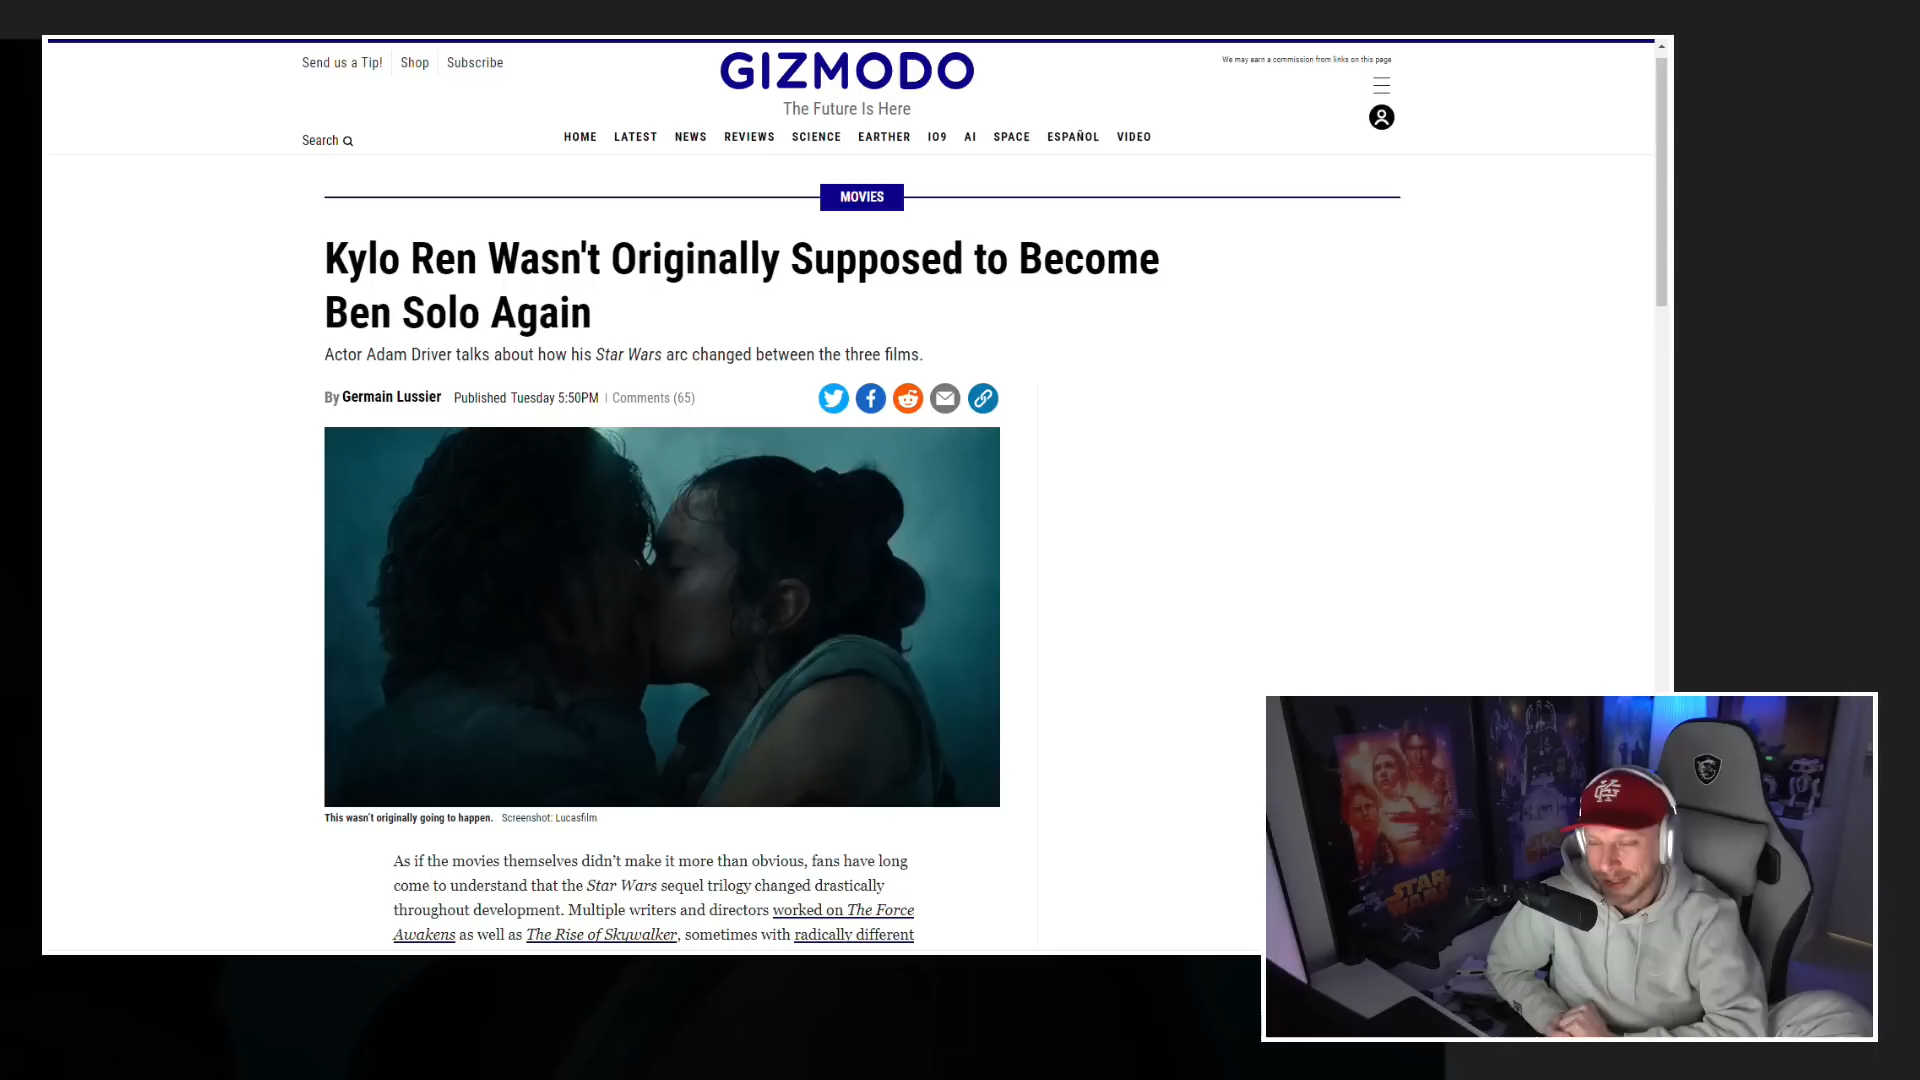 Send us a Tip!
Shop
Subscribe
GIZMODO
The Future Is Here
We may earn a commission from links on this page
Search
HOME LATEST NEWS REVIEWS SCIENCE EARTHER IO9 AI SPACE ESPAÑOL VIDEO
MOVIES
Kylo Ren Wasn't Originally Supposed to Become
Ben Solo Again
Actor Adam Driver talks about how his Star Wars arc changed between the three films.
By Germain Lussier Published Tuesday 5:50PM | Comments (65)
This wasn't originally going to happen. Screenshot: Lucasfilm
As if the movies themselves didn’t make it more than obvious, fans have long
come to understand that the Star Wars sequel trilogy changed drastically
throughout development. Multiple writers and directors worked on The Force
Awakens as well as The Rise of Skywalker, sometimes with radically different
STAR
WARS